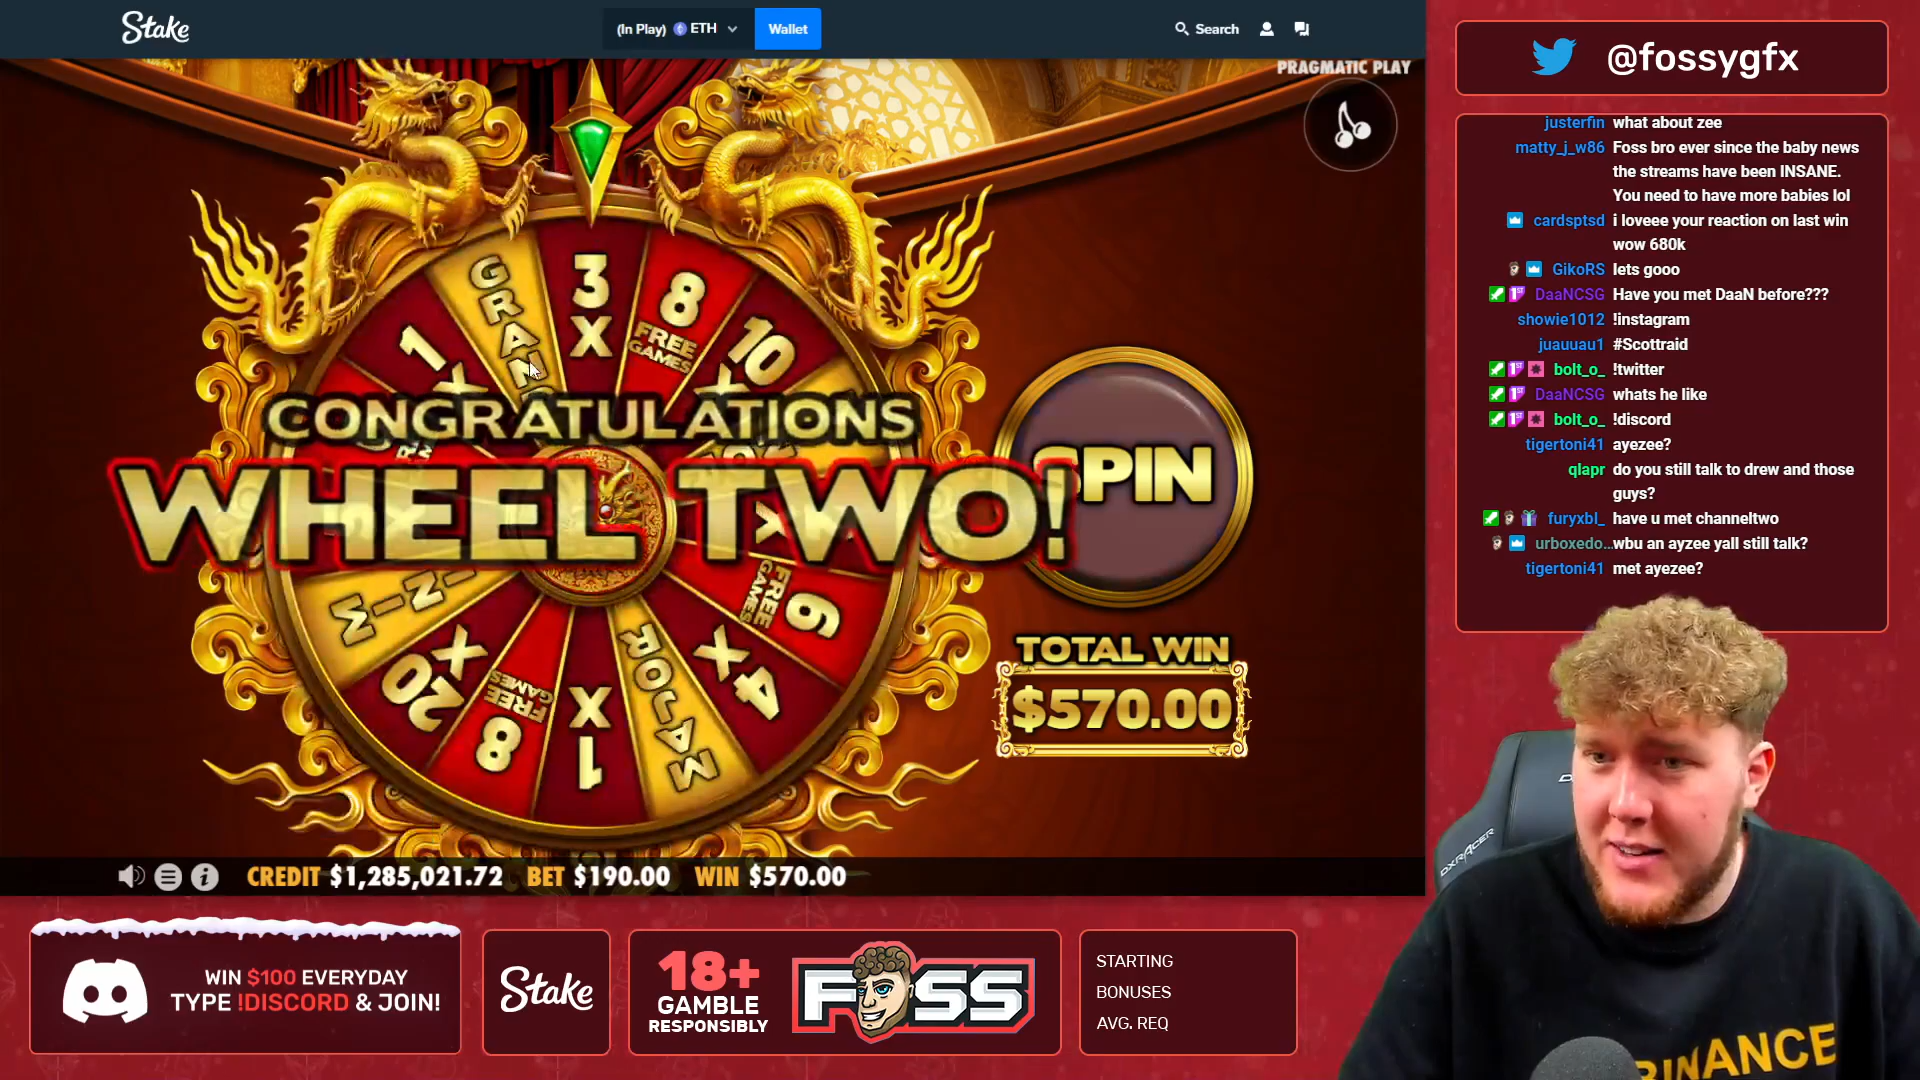 Stake
(In Play) ETH
Wallet
Search
PRAGMATIC PLAY
GRAN
3X
8 FREE GAMES
10X
1X
CONGRATULATIONS
WHEEL TWO!
SPIN
MINI
6 FREE GAMES
20X
8 FREE GAMES
1X
MAJOR
4X
TOTAL WIN
$570.00
CREDIT $1,285,021.72 BET $190.00 WIN $570.00
@fossygfx
justerfin what about zee
matty_j_w86 Foss bro ever since the baby news
the streams have been INSANE.
You need to have more babies lol
cardsptsd i loveee your reaction on last win
wow 680k
GikoRS lets gooo
DaaNCSG Have you met DaaN before???
showie1012 !instagram
juauuau1 #Scottraid
bolt_o_ !twitter
DaaNCSG whats he like
bolt_o_ !discord
tigertoni41 ayezee?
qlapr do you still talk to drew and those
guys?
furyxbl_ have u met channeltwo
urboxedo... wbu an ayzee yall still talk?
tigertoni41 met ayezee?
DXRACER
BINANCE
WIN $100 EVERYDAY
TYPE !DISCORD & JOIN!
Stake
18+
GAMBLE
RESPONSIBLY
FOSS
STARTING
BONUSES
AVG. REQ